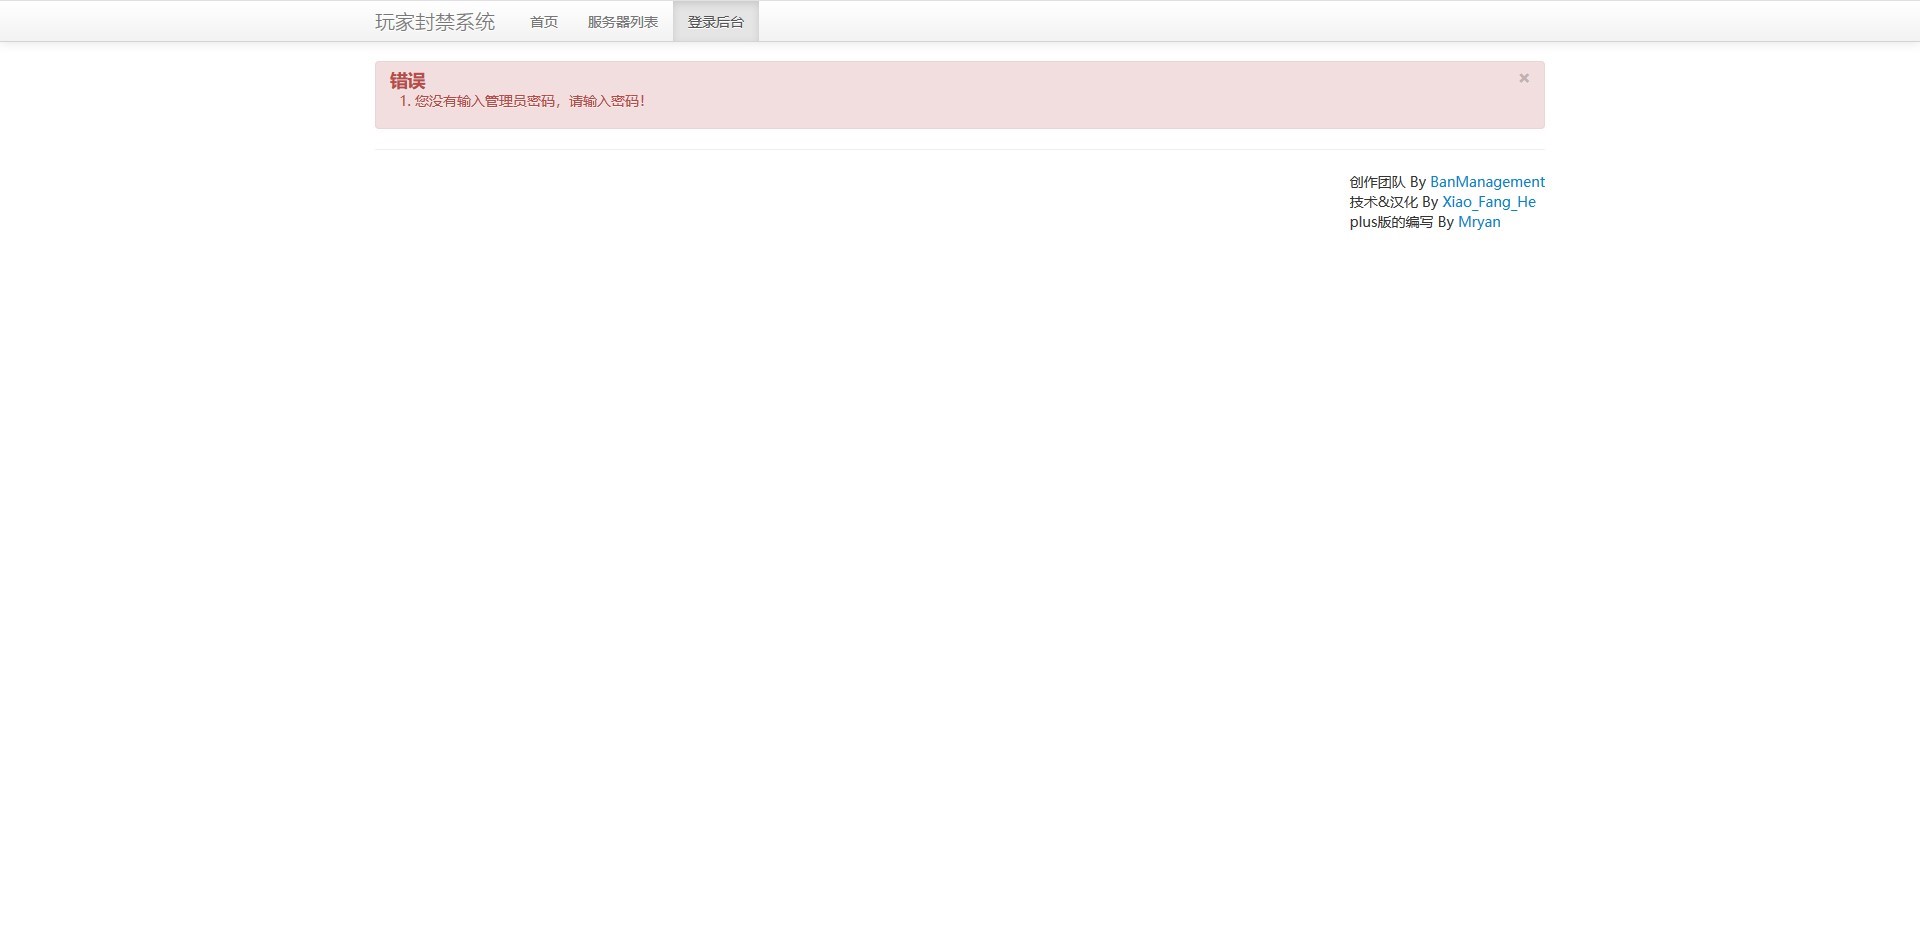 玩家封禁系统 首页 服务器列表 登录后台
错误
×
1. 您没有输入管理员密码，请输入密码！
创作团队 By BanManagement
技术&汉化 By Xiao_Fang_He
plus版的编写 By Mryan